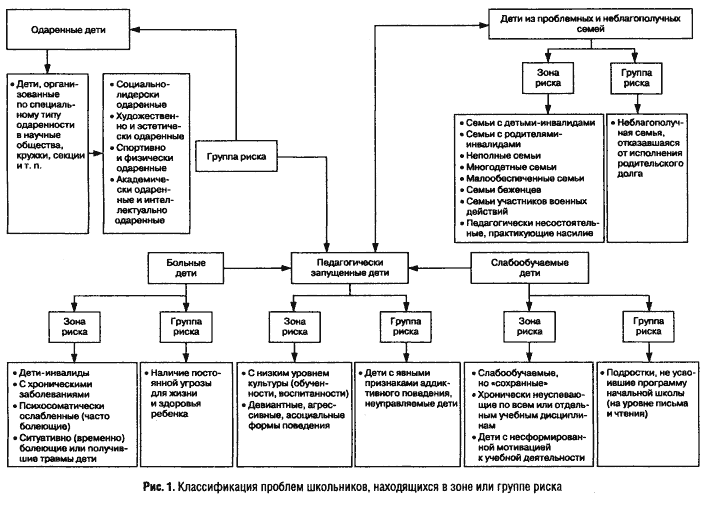 Одаренные дети
Дети из проблемных и неблагополучных
семей
• Дети, органи-
зованные
по специаль-
ному типу
одаренности
в научные
общества,
кружки, секции
и т. п.
• Социально-
лидерски
одаренные
• Художествен-
но и эстетиче-
ски одаренные
• Спортивно
и физически
одаренные
• Академиче-
ски одарен-
ные и интел-
лектуально
одаренные
Группа риска
Зона
риска
Группа
риска
• Семьи с детьми-инвалидами
• Семьи с родителями-
инвалидами
• Неполные семьи
• Многодетные семьи
• Малообеспеченные семьи
• Семьи беженцев
• Семьи участников военных
действий
• Педагогически несостоятель-
ные, практикующие насилие
• Неблагополуч-
ная семья,
отказавшаяся
от исполнения
родительского
долга
Больные
дети
Педагогически
запущенные дети
Слабообучаемые
дети
Зона
риска
Группа
риска
Зона
риска
Группа
риска
Зона
риска
Группа
риска
• Дети-инвалиды
• С хроническими
заболеваниями
• Психосоматически
ослабленные (часто
болеющие)
• Ситуативно (временно)
болеющие или получив-
шие травмы дети
• Наличие посто-
янной угрозы
для жизни
и здоровья
ребенка
• С низким уровнем
культуры (обучен-
ности, воспитанности)
• Девиантные, агрес-
сивные, асоциальные
формы поведения
• Дети с явными
признаками аддик-
тивного поведения,
неуправляемые дети
• Слабообучаемые,
но «сохранные»
• Хронически неуспеваю-
щие по всем или отдель-
ным учебным дисципли-
нам
• Дети с несформирован-
ной мотивацией
к учебной деятельности
• Подростки, не усво-
ившие программу
начальной школы
(на уровне письма
и чтения)
Рис. 1. Классификация проблем школьников, находящихся в зоне или группе риска